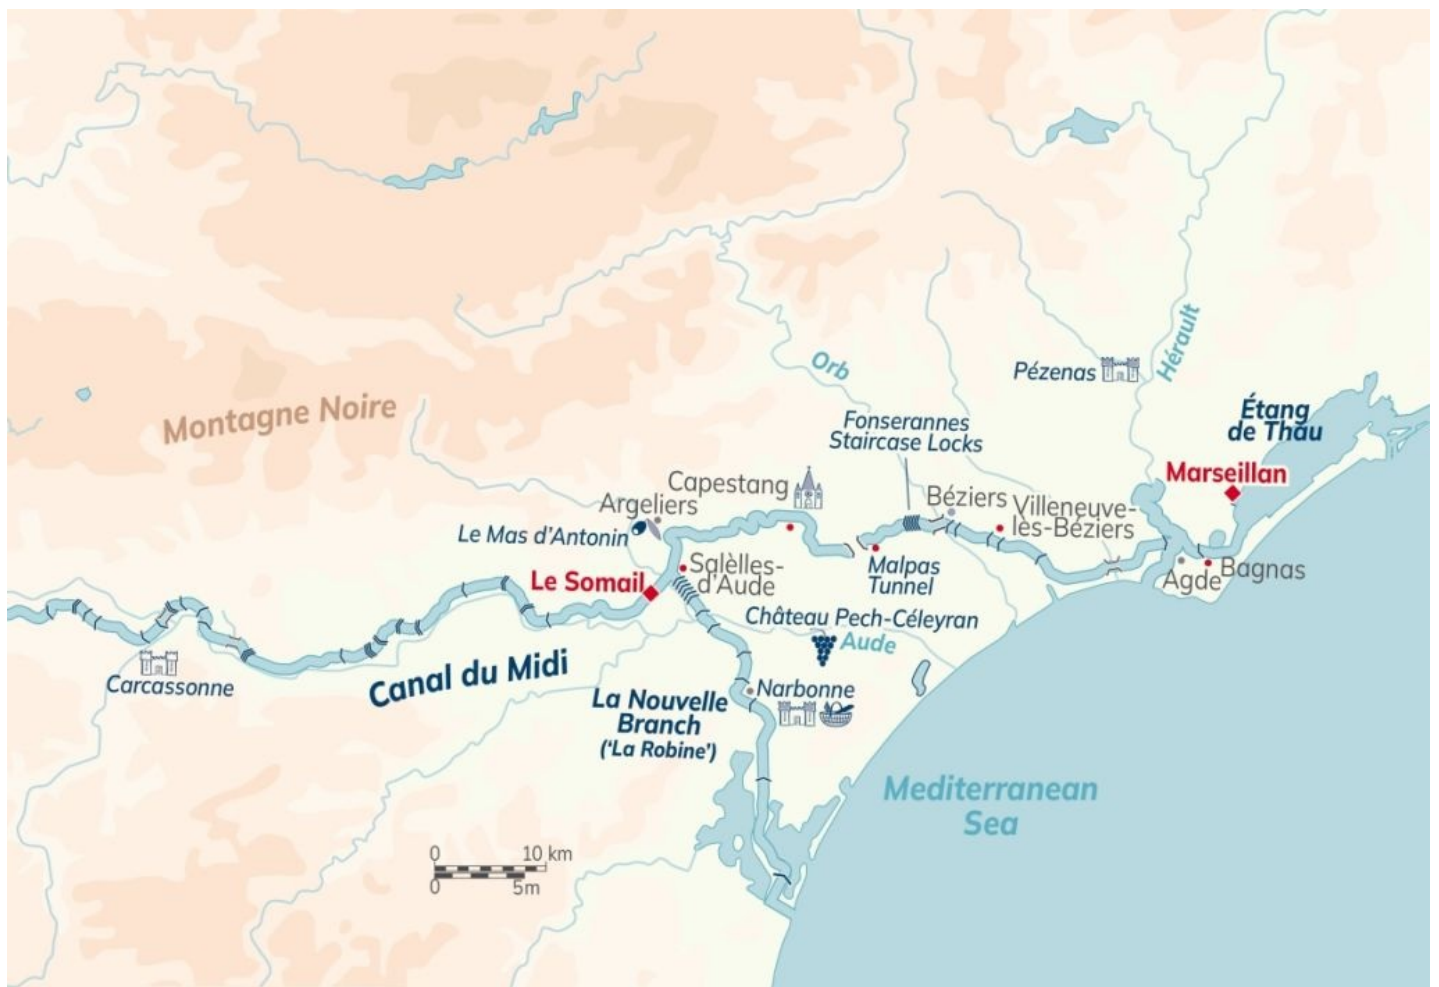 Orb
Hérault
Pézenas
Étang
de Thau
Montagne Noire
Fonserannes
Staircase Locks
Marseillan
Capestang
Béziers
Villeneuve-
lès-Béziers
Argeliers
Le Mas d'Antonin
Salèlles-
d'Aude
Malpas
Tunnel
Agde
Bagnas
Le Somail
Château Pech-Céleyran
Aude
Canal du Midi
Carcassonne
La Nouvelle
Branch
('La Robine')
Narbonne
Mediterranean
Sea
0 10 km
0 5m